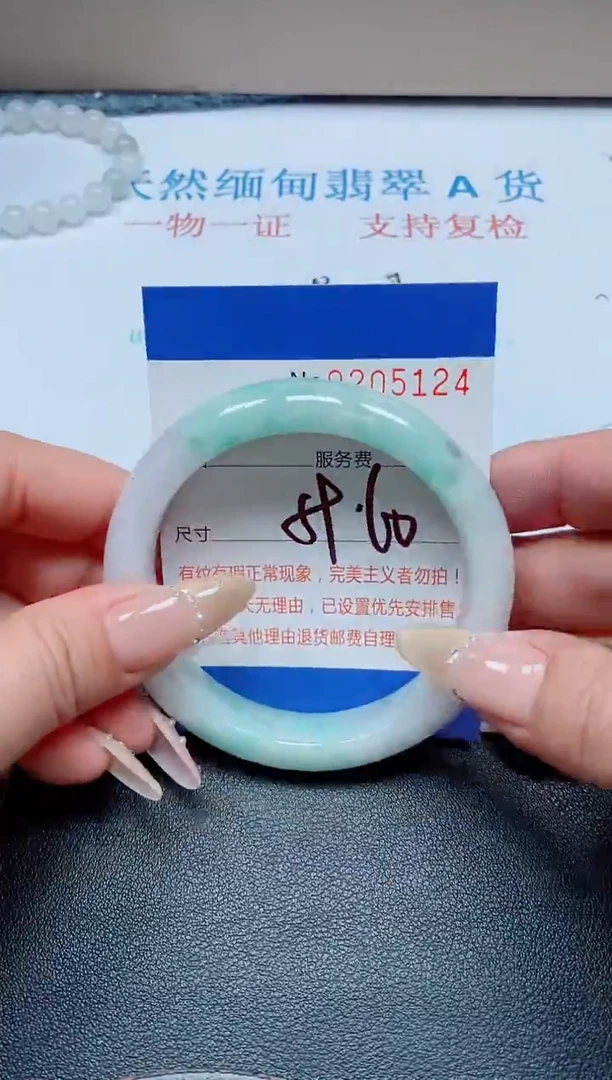 天然缅甸翡翠 A 货
一物一证 支持复检
No 0205124
服务费
尺寸
有纹有瑕正常现象，完美主义者勿拍！
天无理由，已设置优先安排售
其他理由退货邮费自理